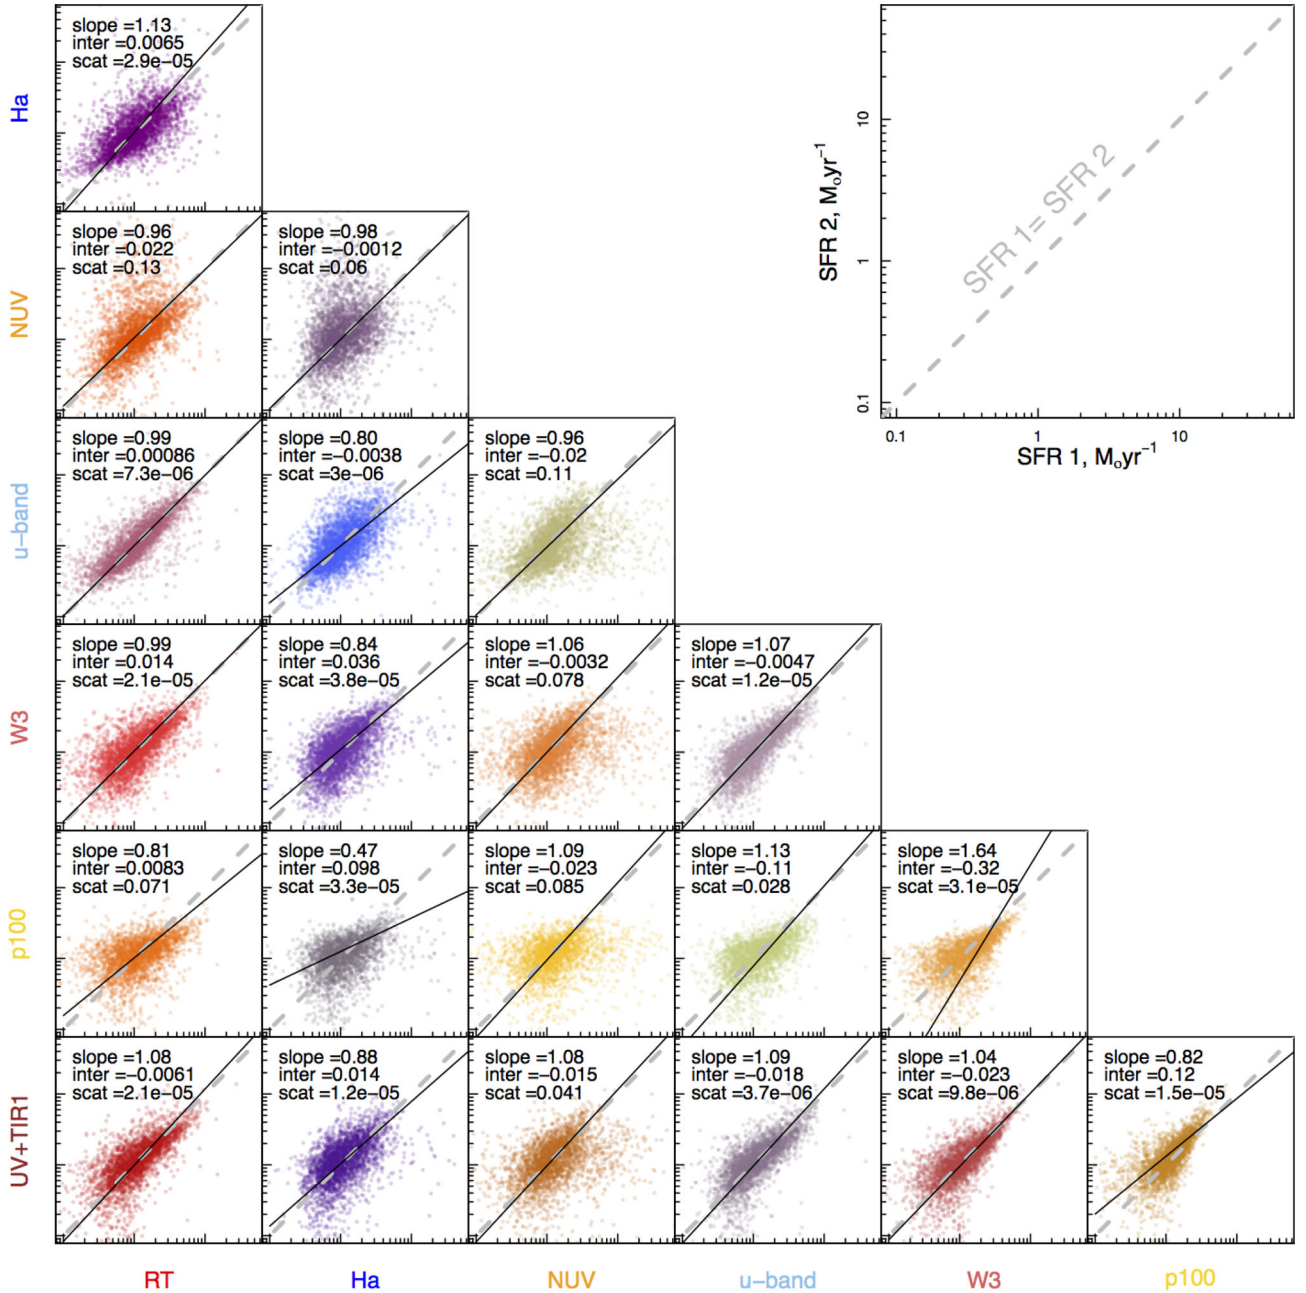 Ha
slope =1.13
inter =0.0065
scat =2.9e−05
SFR 2, Moyr−1
10
1
0.1
SFR 1= SFR 2
0.1
1
10
SFR 1, Moyr−1
NUV
slope =0.96
inter =0.022
scat =0.13
slope =0.98
inter =−0.0012
scat =0.06
u−band
slope =0.99
inter =0.00086
scat =7.3e−06
slope =0.80
inter =−0.0038
scat =3e−06
slope =0.96
inter =−0.02
scat =0.11
W3
slope =0.99
inter =0.014
scat =2.1e−05
slope =0.84
inter =0.036
scat =3.8e−05
slope =1.06
inter =−0.0032
scat =0.078
slope =1.07
inter =−0.0047
scat =1.2e−05
p100
slope =0.81
inter =0.0083
scat =0.071
slope =0.47
inter =0.098
scat =3.3e−05
slope =1.09
inter =−0.023
scat =0.085
slope =1.13
inter =−0.11
scat =0.028
slope =1.64
inter =−0.32
scat =3.1e−05
UV+TIR1
slope =1.08
inter =−0.0061
scat =2.1e−05
slope =0.88
inter =0.014
scat =1.2e−05
slope =1.08
inter =−0.015
scat =0.041
slope =1.09
inter =−0.018
scat =3.7e−06
slope =1.04
inter =−0.023
scat =9.8e−06
slope =0.82
inter =0.12
scat =1.5e−05
RT
Ha
NUV
u−band
W3
p100